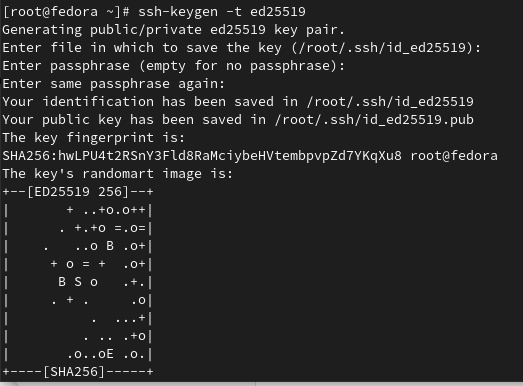 [root@fedora ~]# ssh-keygen -t ed25519
Generating public/private ed25519 key pair.
Enter file in which to save the key (/root/.ssh/id_ed25519):
Enter passphrase (empty for no passphrase):
Enter same passphrase again:
Your identification has been saved in /root/.ssh/id_ed25519
Your public key has been saved in /root/.ssh/id_ed25519.pub
The key fingerprint is:
SHA256:hwLPU4t2RSnY3Fld8RaMciybeHVtembpvpZd7YKqXu8 root@fedora
The key's randomart image is:
+--[ED25519 256]--+
|       + ..+o.o++|
|      . +.+o =.o=|
|    .   ..o B .o+|
|     + o = +  .o+|
|      B S o   .+.|
|     . + .     .o|
|          .  ...+|
|         . .. .+o|
|       .o..oE .o.|
+----[SHA256]-----+